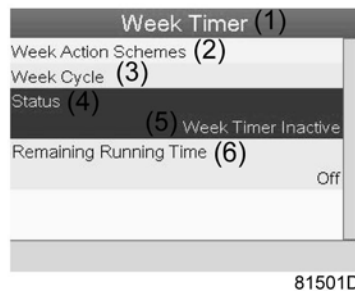 Week Timer (1)
Week Action Schemes (2)
Week Cycle (3)
Status (4)
(5) Week Timer Inactive
Remaining Running Time (6)
Off
81501D